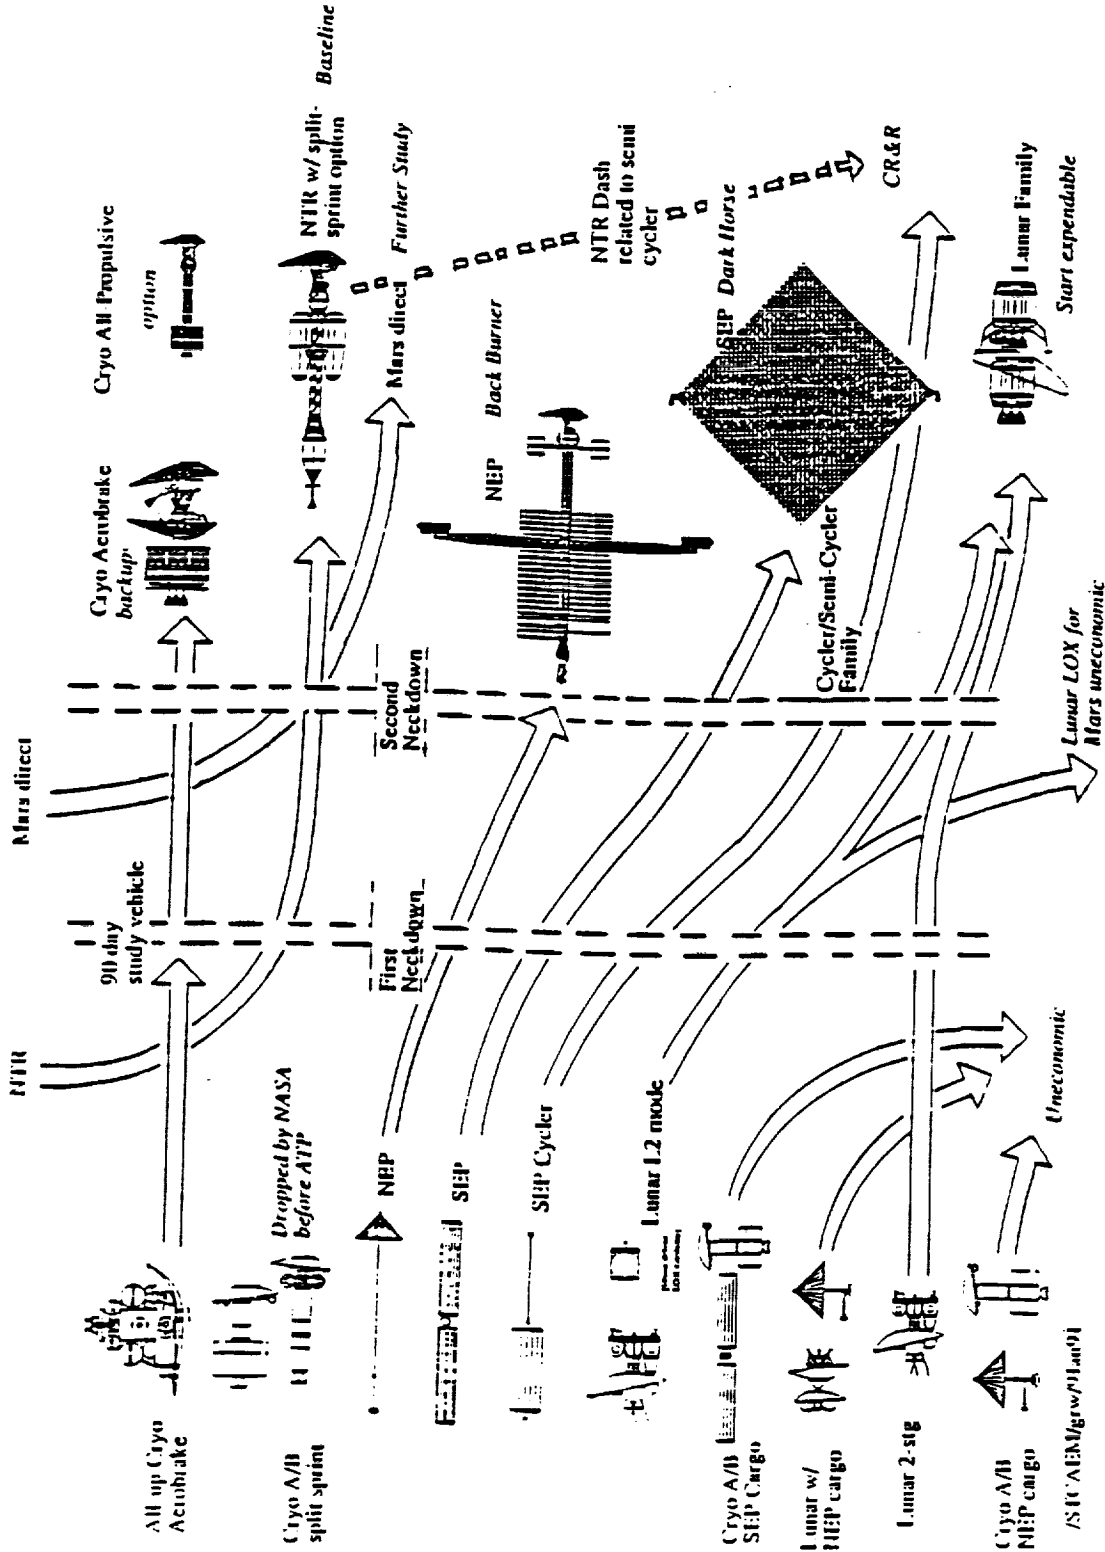 NTR
Mars direct
All up Cryo
Aerobrake
90 day
study vehicle
Cryo Aerobrake
backup
Cryo All-Propulsive
option
Cryo A/B
split sprint
Dropped by NASA
before ATP
NTR w/ split-
sprint option
Baseline
Mars direct
Further Study
NEP
First
Neckdown
Second
Neckdown
NEP
Back Burner
SEP
NTR Dash
related to semi
cycler
SEP Cycler
SEP
Dark Horse
Lunar L2 mode
Cycler/Semi-Cycler
Family
CR&R
Cryo A/B
SEP Cargo
Lunar w/
NEP cargo
Lunar 2-stg
Lunar Family
Start expendable
Cryo A/B
NEP cargo
Uneconomic
Lunar LOX for
Mars uneconomic
/STCAEM/grw/9Jan91